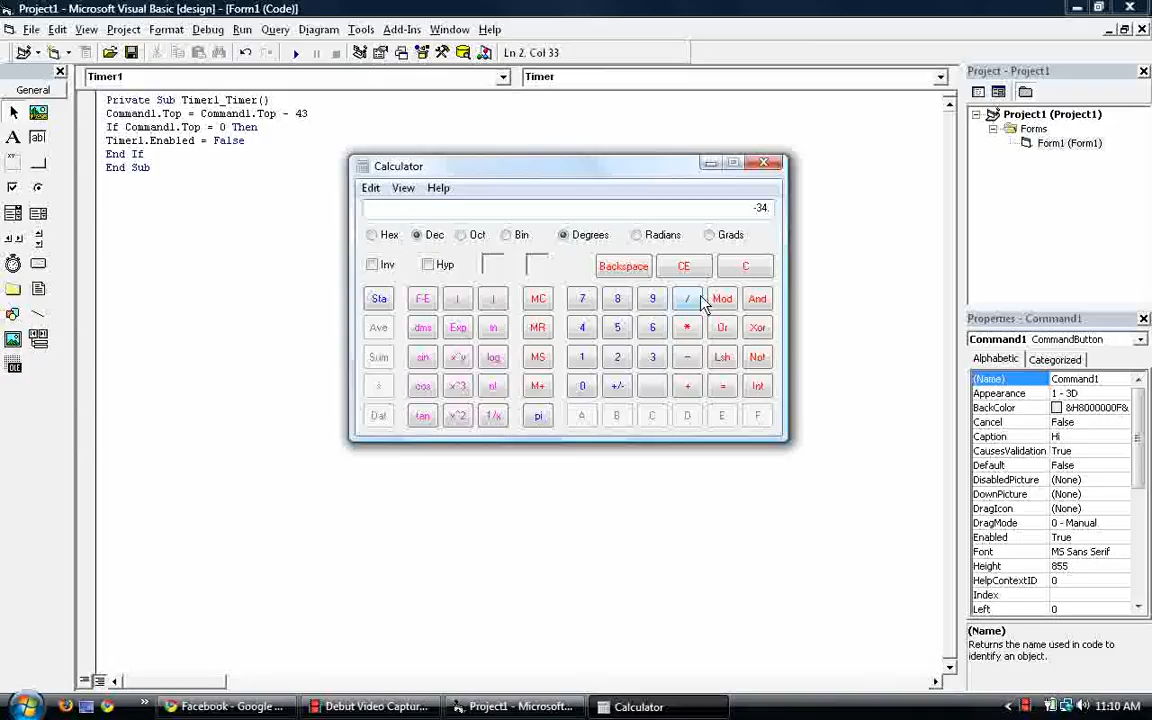 Project1 - Microsoft Visual Basic [design] - [Form1 (Code)]
File Edit View Project Format Debug Run Query Diagram Tools Add-Ins Window Help
Ln 2, Col 33
General
Timer1 Timer
Private Sub Timer1_Timer()
Command1.Top = Command1.Top - 43
If Command1.Top = 0 Then
Timer1.Enabled = False
End If
End Sub
Calculator
Edit View Help
-34.
Hex Dec Oct Bin Degrees Radians Grads
Inv Hyp Backspace CE C
Sta F-E ( ) MC 7 8 9 / Mod And
Ave dms Exp ln MR 4 5 6 * Or Xor
Sum sin x^y log MS 1 2 3 - Lsh Not
s cos x^3 n! M+ 0 +/- + = Int
Dat tan x^2 1/x pi A B C D E F
Project - Project1
Project1 (Project1)
Forms
Form1 (Form1)
Properties - Command1
Command1 CommandButton
Alphabetic Categorized
(Name) Command1
Appearance 1 - 3D
BackColor &H8000000F&
Cancel False
Caption Hi
CausesValidation True
Default False
DisabledPicture (None)
DownPicture (None)
DragIcon (None)
DragMode 0 - Manual
Enabled True
Font MS Sans Serif
Height 855
HelpContextID 0
Index
Left 0
(Name)
Returns the name used in code to
identify an object.
Facebook - Google ... Debut Video Captur... Project1 - Microsoft... Calculator 11:10 AM